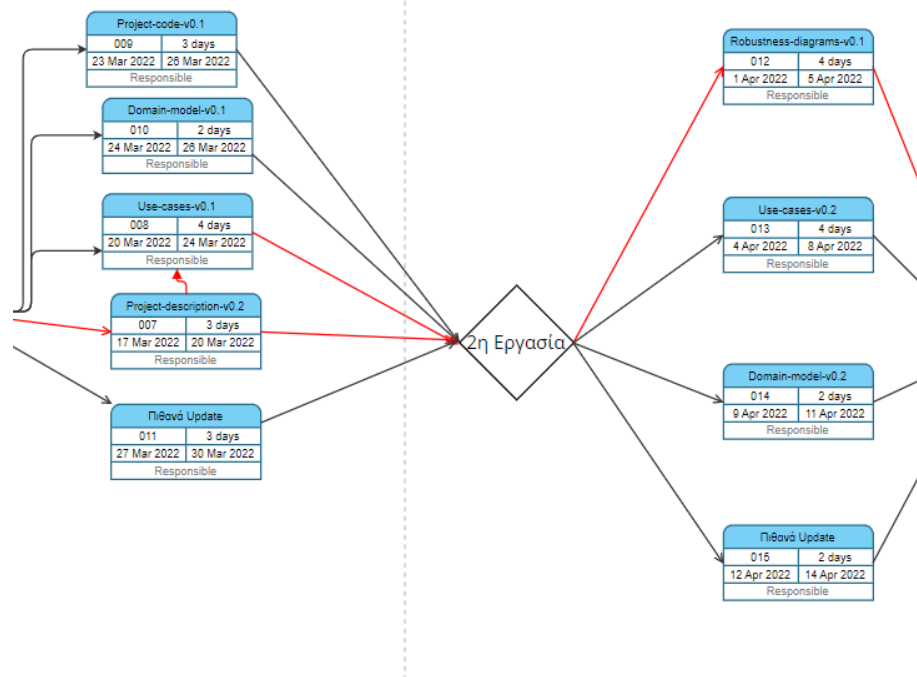 Project-code-v0.1
009 3 days
23 Mar 2022 26 Mar 2022
Responsible
Domain-model-v0.1
010 2 days
24 Mar 2022 26 Mar 2022
Responsible
Use-cases-v0.1
008 4 days
20 Mar 2022 24 Mar 2022
Responsible
Project-description-v0.2
007 3 days
17 Mar 2022 20 Mar 2022
Responsible
Πιθανά Update
011 3 days
27 Mar 2022 30 Mar 2022
Responsible
2η Εργασία
Robustness-diagrams-v0.1
012 4 days
1 Apr 2022 5 Apr 2022
Responsible
Use-cases-v0.2
013 4 days
4 Apr 2022 8 Apr 2022
Responsible
Domain-model-v0.2
014 2 days
9 Apr 2022 11 Apr 2022
Responsible
Πιθανά Update
015 2 days
12 Apr 2022 14 Apr 2022
Responsible